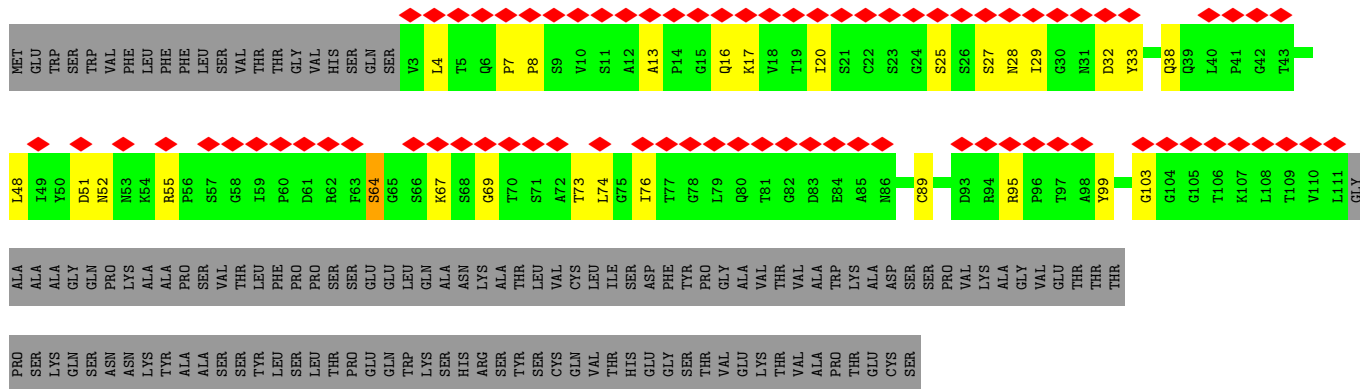 MET GLU TRP SER TRP VAL PHE LEU PHE PHE LEU SER VAL THR THR GLY VAL HIS SER GLN SER V3 L4 T5 Q6 P7 P8 S9 V10 S11 A12 A13 P14 G15 Q16 K17 V18 T19 I20 S21 C22 S23 G24 S25 S26 S27 N28 I29 G30 N31 D32 Y33 Q38 Q39 L40 P41 G42 T43
L48 I49 Y50 D51 N52 N53 K54 R55 P56 S57 G58 I59 P60 D61 R62 F63 S64 G65 S66 K67 S68 G69 T70 S71 A72 T73 L74 G75 I76 T77 G78 L79 Q80 T81 G82 D83 E84 A85 N86 C89 D93 R94 R95 P96 T97 A98 Y99 G103 G104 G105 T106 K107 L108 T109 V110 L111 GLY
ALA ALA ALA GLY GLN PRO LYS ALA ALA PRO SER VAL THR LEU PHE PRO PRO SER SER GLU GLU LEU GLN ALA ASN LYS ALA THR LEU VAL CYS LEU ILE SER ASP PHE TYR PRO GLY ALA VAL THR VAL ALA TRP LYS ALA ASP SER SER PRO VAL LYS ALA GLY VAL GLU THR THR THR
PRO SER LYS GLN SER ASN ASN LYS TYR ALA ALA SER SER TYR LEU SER LEU THR PRO GLU GLN TRP LYS SER HIS ARG SER TYR SER CYS GLN VAL THR HIS GLU GLY SER THR VAL GLU LYS THR VAL ALA PRO THR GLU CYS SER